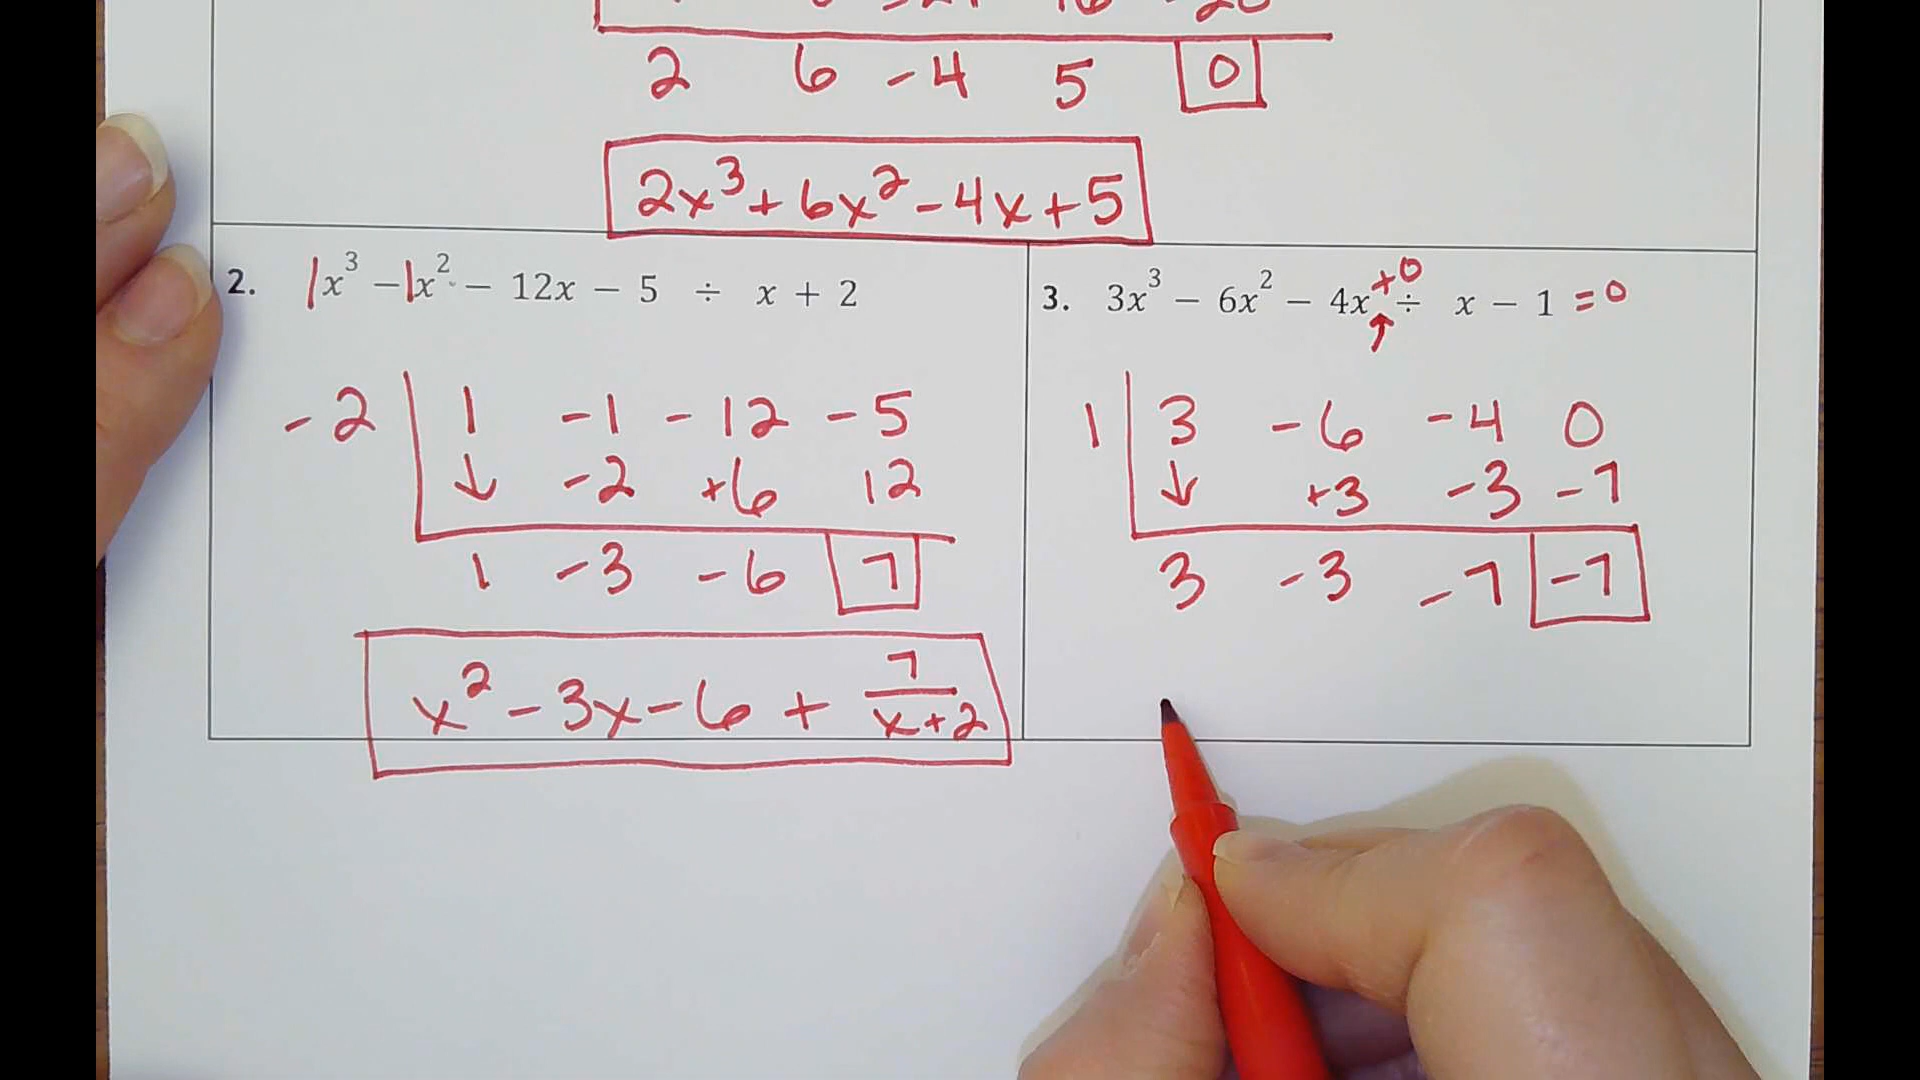 2 6 -4 5 0
2x³ + 6x² - 4x + 5
2. 1x³ - 1x² - 12x - 5 ÷ x + 2
-2 1 -1 -12 -5
↓ -2 +6 12
1 -3 -6 7
x² - 3x - 6 + 7/(x+2)
3. 3x³ - 6x² - 4x +0 ÷ x - 1 = 0
↑
1 3 -6 -4 0
↓ +3 -3 -7
3 -3 -7 -7